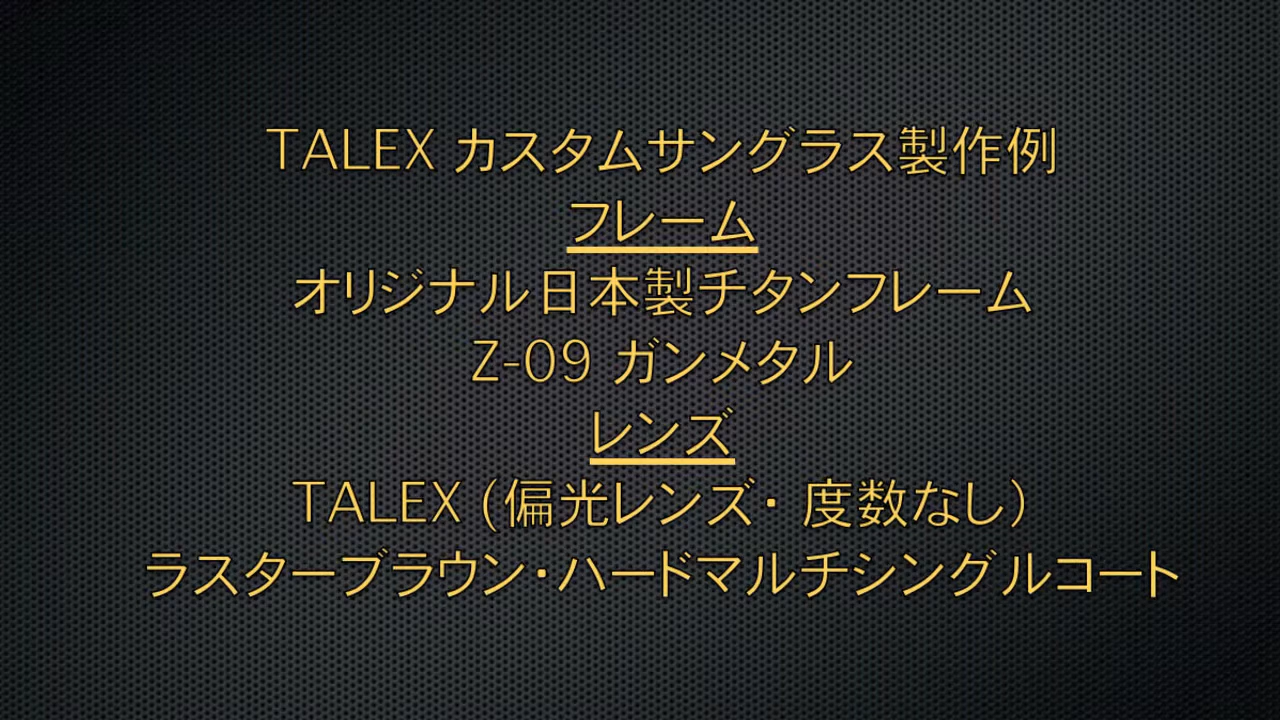 TALEX カスタムサングラス製作例
フレーム
オリジナル日本製チタンフレーム
Z-09 ガンメタル
レンズ
TALEX (偏光レンズ・ 度数なし）
ラスターブラウン・ハードマルチシングルコート